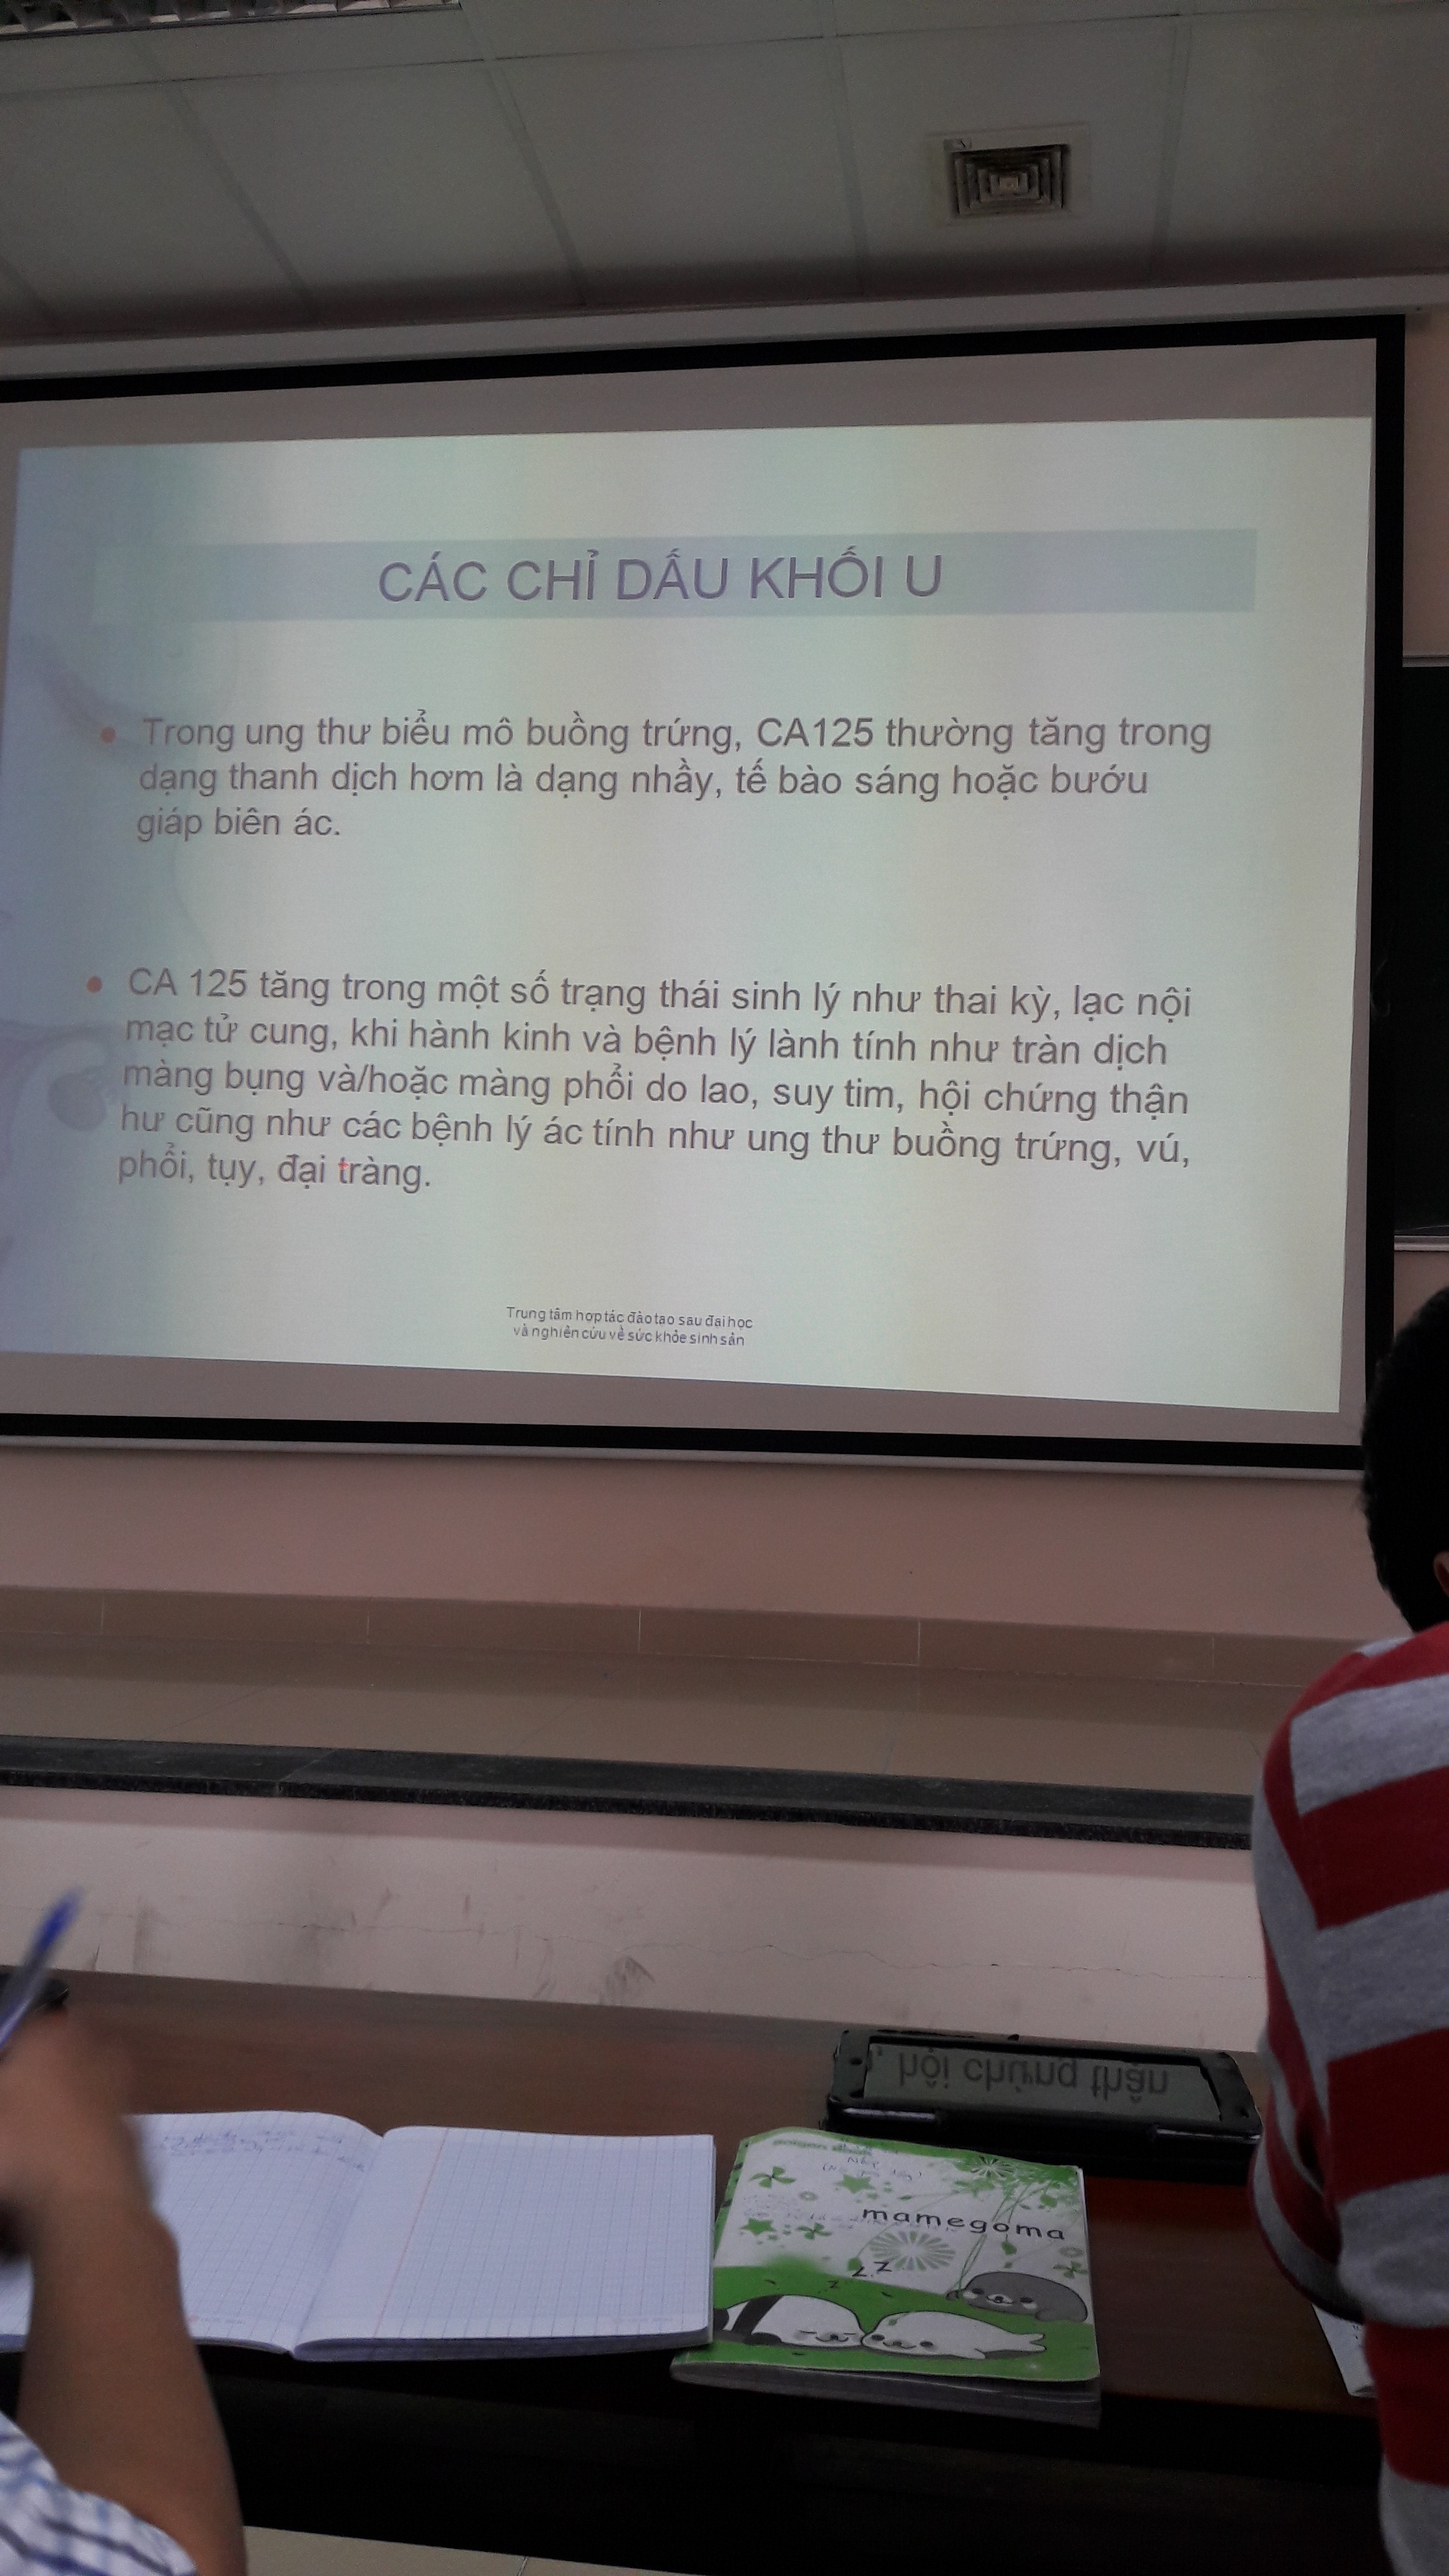 CÁC CHỈ DẤU KHỐI U
Trong ung thư biểu mô buồng trứng, CA125 thường tăng trong
dạng thanh dịch hơm là dạng nhầy, tế bào sáng hoặc bướu
giáp biên ác.
CA 125 tăng trong một số trạng thái sinh lý như thai kỳ, lạc nội
mạc tử cung, khi hành kinh và bệnh lý lành tính như tràn dịch
màng bụng và/hoặc màng phổi do lao, suy tim, hội chứng thận
hư cũng như các bệnh lý ác tính như ung thư buồng trứng, vú,
phổi, tụy, đại tràng.
Trung tâm hợp tác đào tạo sau đại học
và nghiên cứu về sức khỏe sinh sản
, hội chứng thận
mamegoma
z z z